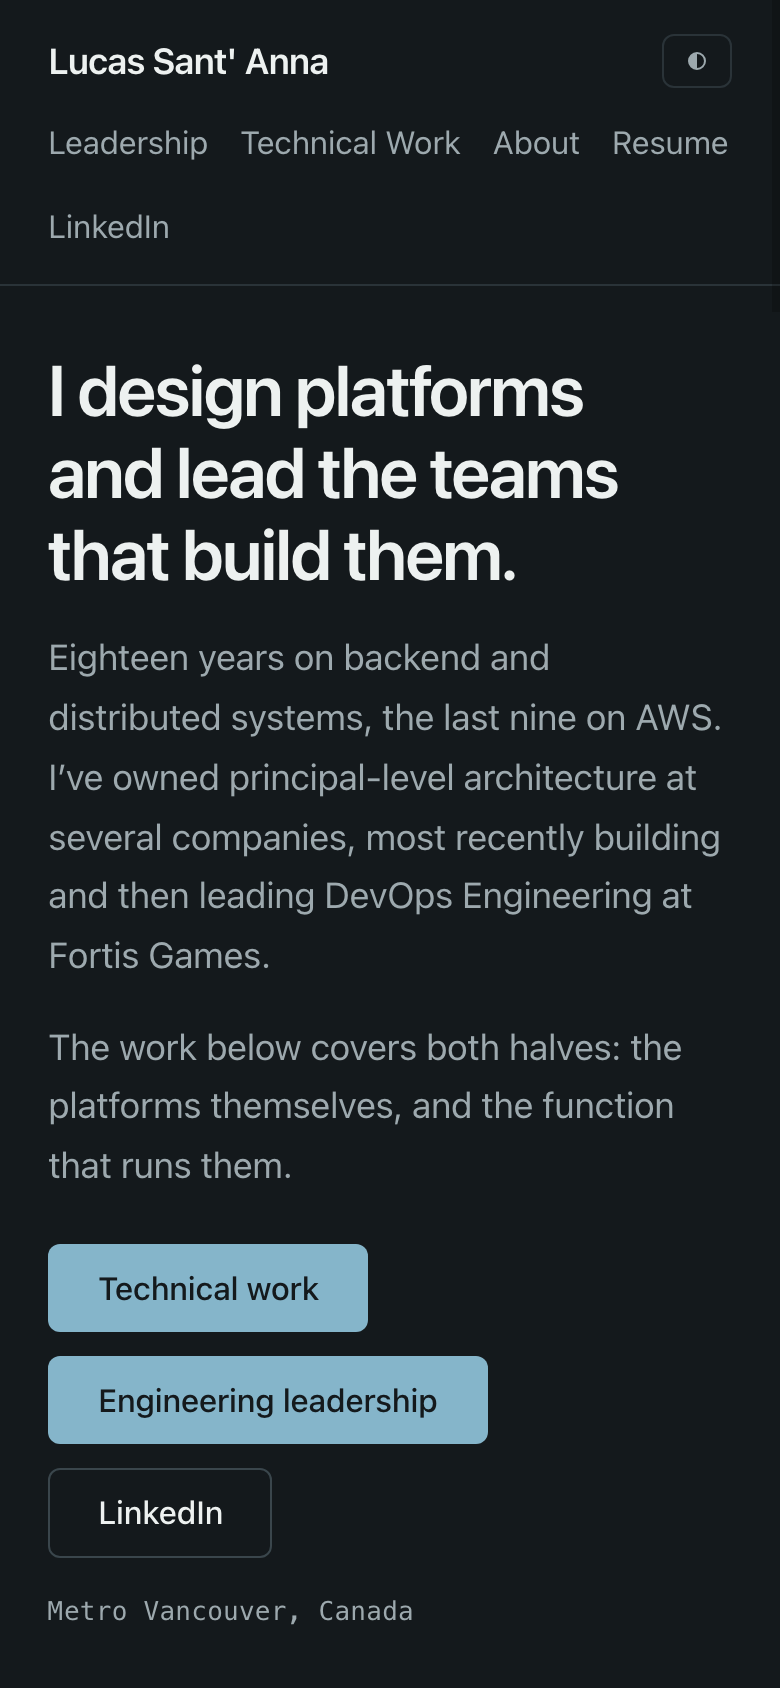 Lucas Sant' Anna
Leadership Technical Work About Resume
LinkedIn
I design platforms
and lead the teams
that build them.
Eighteen years on backend and
distributed systems, the last nine on AWS.
I’ve owned principal-level architecture at
several companies, most recently building
and then leading DevOps Engineering at
Fortis Games.
The work below covers both halves: the
platforms themselves, and the function
that runs them.
Technical work
Engineering leadership
LinkedIn
Metro Vancouver, Canada